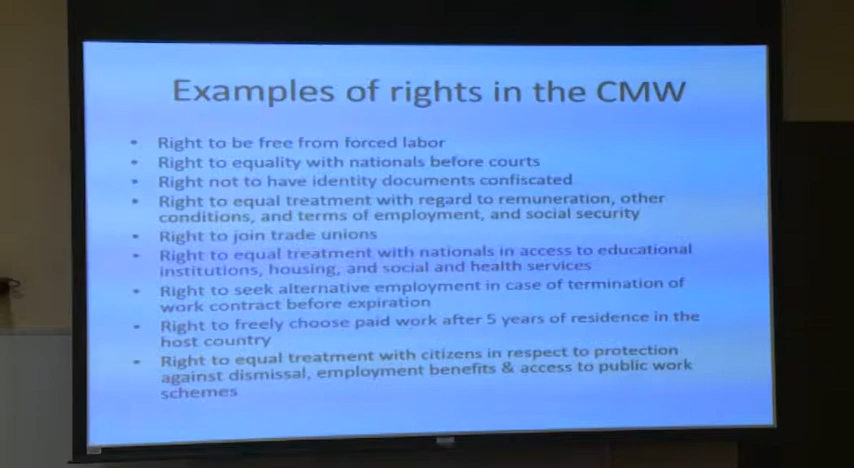 Examples of rights in the CMW
• Right to be free from forced labor
• Right to equality with nationals before courts
• Right not to have identity documents confiscated
• Right to equal treatment with regard to remuneration, other
conditions, and terms of employment, and social security
• Right to join trade unions
• Right to equal treatment with nationals in access to educational
institutions, housing, and social and health services
• Right to seek alternative employment in case of termination of
work contract before expiration
• Right to freely choose paid work after 5 years of residence in the
host country
• Right to equal treatment with citizens in respect to protection
against dismissal, employment benefits & access to public work
schemes